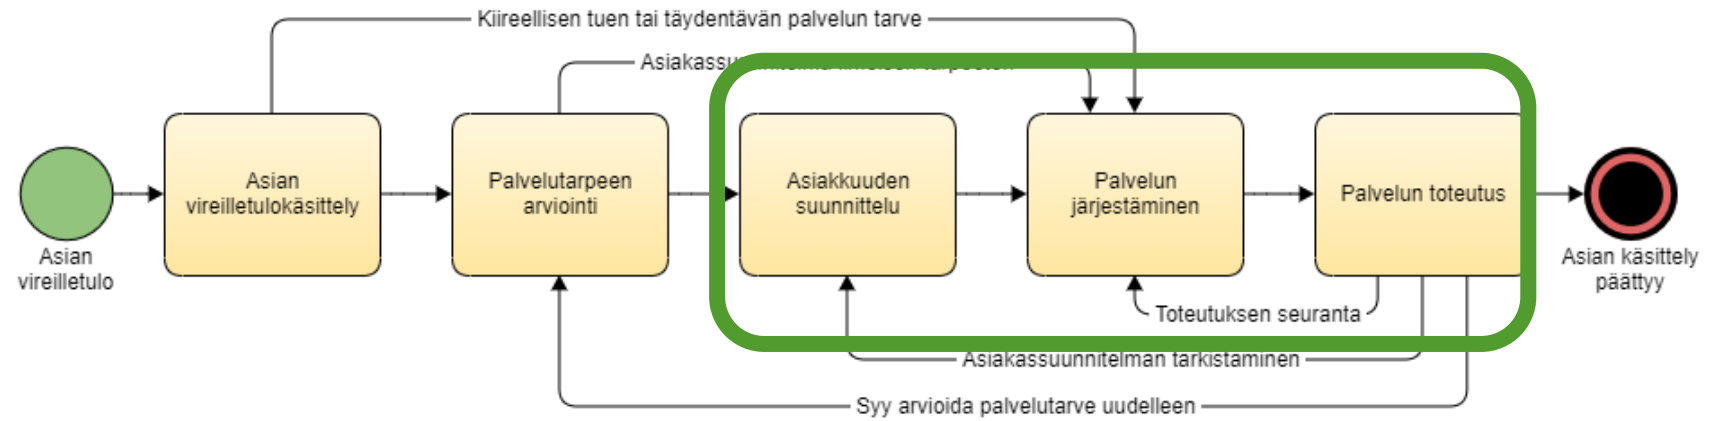 Kiireellisen tuen tai täydentävän palvelun tarve
Asian
vireilletulo
Asian
vireilletulokäsittely
Palvelutarpeen
arviointi
Asiakkuuden
suunnittelu
Palvelun
järjestäminen
Palvelun toteutus
Asian käsittely
päättyy
Toteutuksen seuranta
Asiakassuunnitelman tarkistaminen
Syy arvioida palvelutarve uudelleen